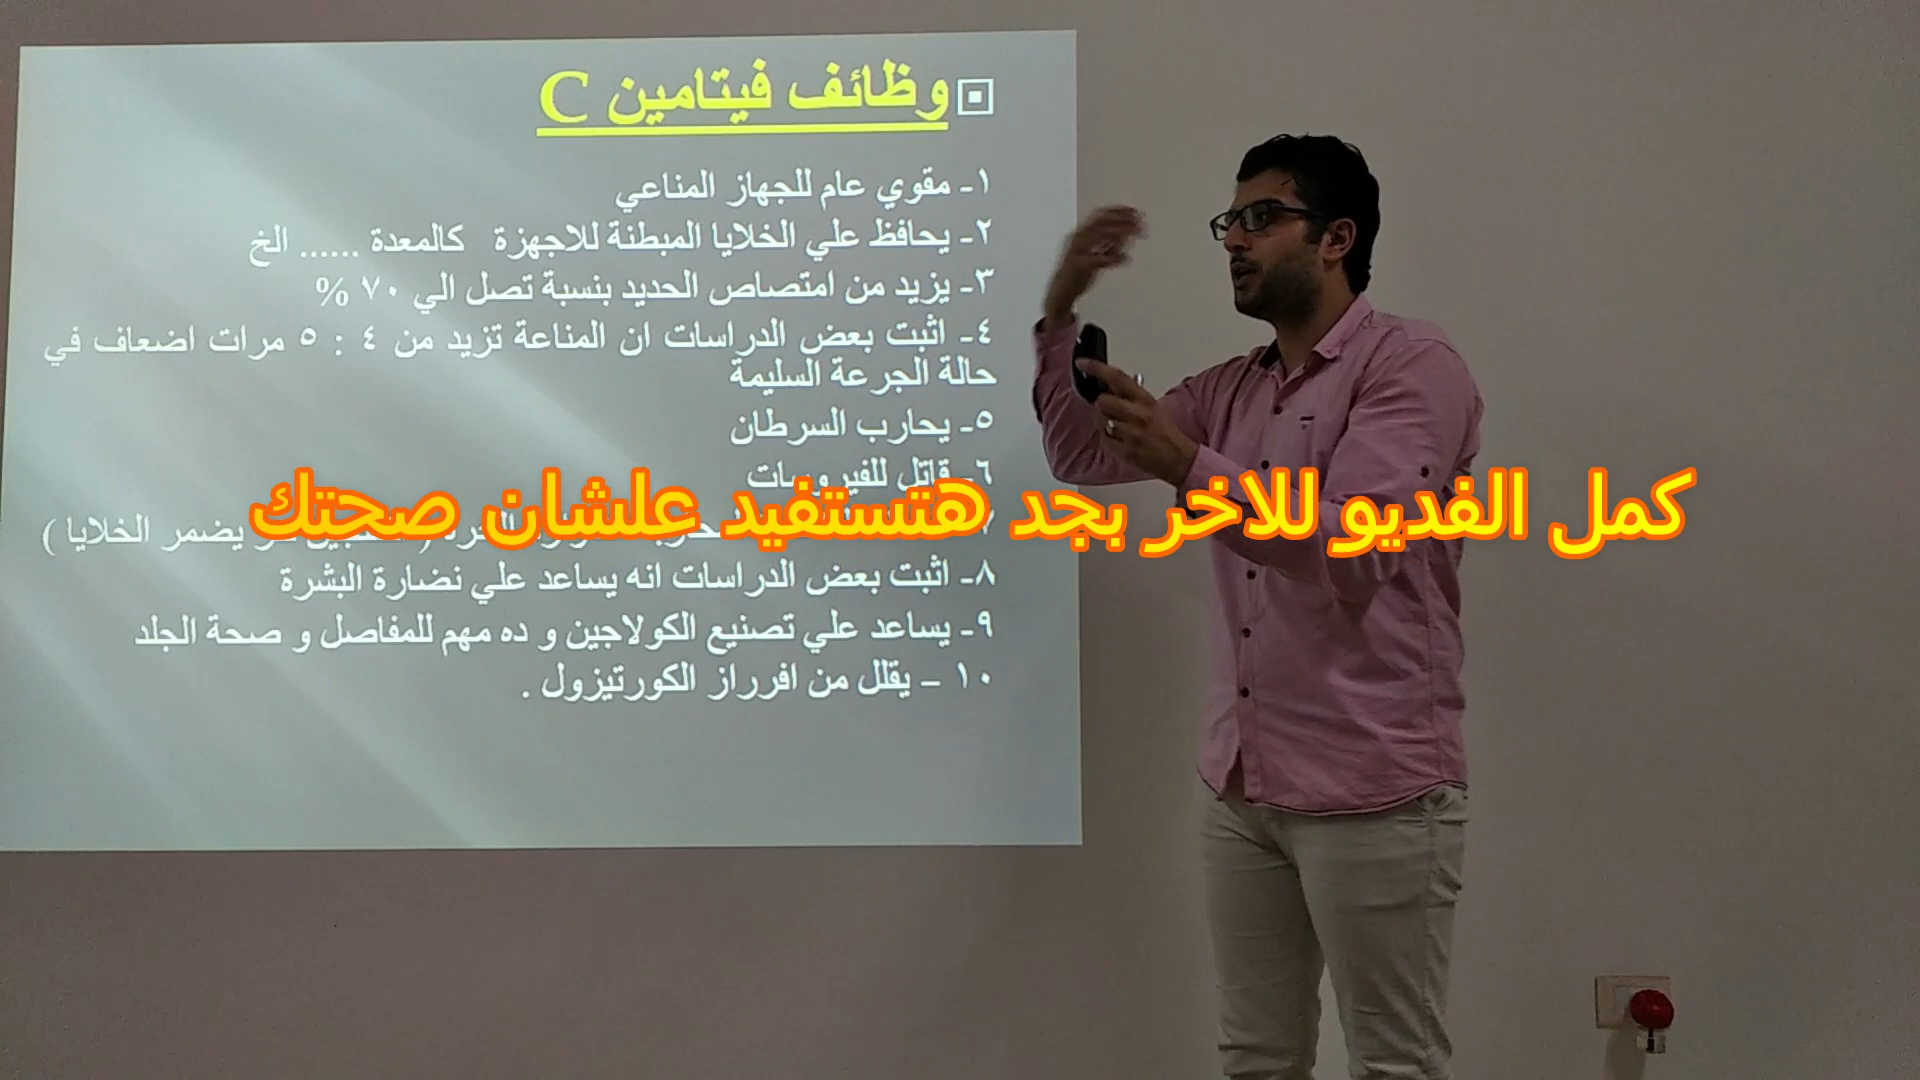 وظائف فيتامين C
١- مقوي عام للجهاز المناعي
٢- يحافظ علي الخلايا المبطنة للاجهزة كالمعدة ...... الخ
٣- يزيد من امتصاص الحديد بنسبة تصل الي ٧٠ %
٤- اثبت بعض الدراسات ان المناعة تزيد من ٤ : ٥ مرات اضعاف في
حالة الجرعة السليمة
٥- يحارب السرطان
٦- قاتل للفيروسات
كمل الفديو للاخر بجد هتستفيد علشان صحتك
٧- يضمر الخلايا )
٨- اثبت بعض الدراسات انه يساعد علي نضارة البشرة
٩- يساعد علي تصنيع الكولاجين و ده مهم للمفاصل و صحة الجلد
١٠ – يقلل من افرراز الكورتيزول .